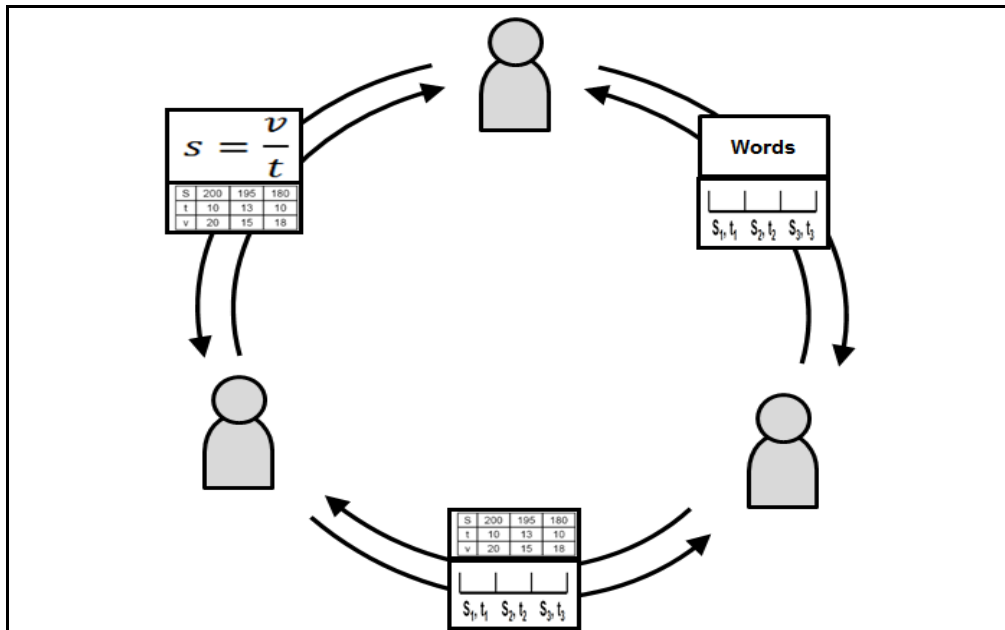 s = v/t
S 200 195 180
t 10 13 10
v 20 15 18
Words
S₁, t₁ S₂, t₂ S₃, t₃
S 200 195 180
t 10 13 10
v 20 15 18
S₁, t₁ S₂, t₂ S₃, t₃